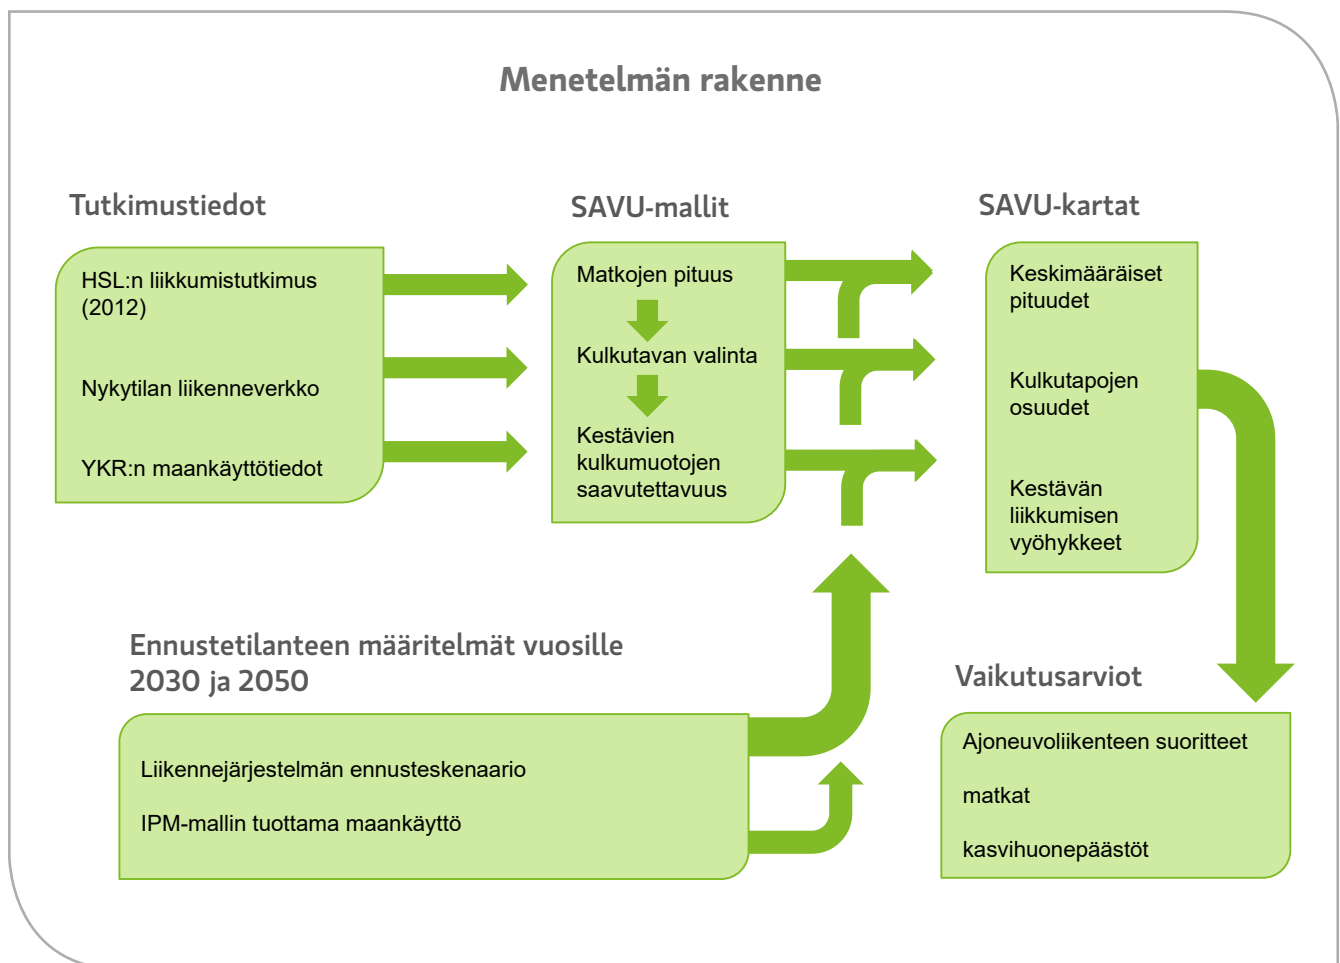 Menetelmän rakenne
Tutkimustiedot
HSL:n liikkumistutkimus
(2012)
Nykytilan liikenneverkko
YKR:n maankäyttötiedot
SAVU-mallit
Matkojen pituus
Kulkutavan valinta
Kestävien
kulkumuotojen
saavutettavuus
SAVU-kartat
Keskimääräiset
pituudet
Kulkutapojen
osuudet
Kestävän
liikkumisen
vyöhykkeet
Ennustetilanteen määritelmät vuosille
2030 ja 2050
Liikennejärjestelmän ennusteskenaario
IPM-mallin tuottama maankäyttö
Vaikutusarviot
Ajoneuvoliikenteen suoritteet
matkat
kasvihuonepäästöt